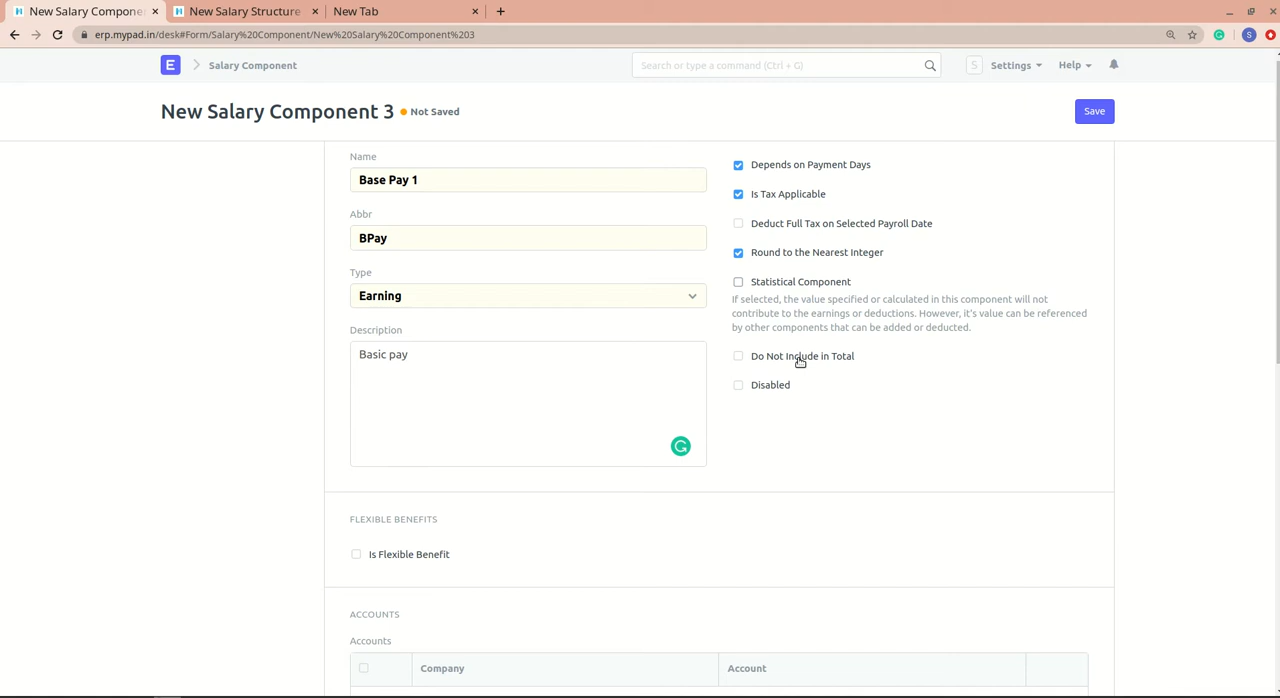 New Salary Componen
New Salary Structure
New Tab
erp.mypad.in/desk#Form/Salary%20Component/New%20Salary%20Component%203
S
E
Salary Component
Search or type a command (Ctrl + G)
S
Settings
Help
New Salary Component 3
Not Saved
Save
Name
Base Pay 1
Abbr
BPay
Type
Earning
Description
Basic pay
Depends on Payment Days
Is Tax Applicable
Deduct Full Tax on Selected Payroll Date
Round to the Nearest Integer
Statistical Component
If selected, the value specified or calculated in this component will not
contribute to the earnings or deductions. However, it's value can be referenced
by other components that can be added or deducted.
Do Not Include in Total
Disabled
FLEXIBLE BENEFITS
Is Flexible Benefit
ACCOUNTS
Accounts
Company
Account